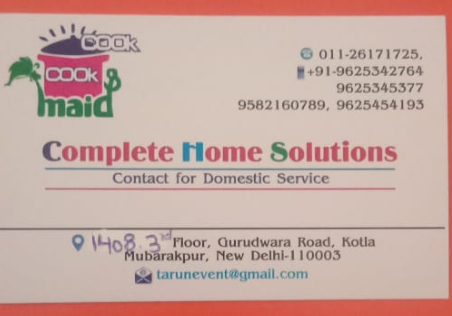 COOK
COOK &
maid
011-26171725,
+91-9625342764
9625345377
9582160789, 9625454193
Complete Home Solutions
Contact for Domestic Service
1408, 3rd Floor, Gurudwara Road, Kotla
Mubarakpur, New Delhi-110003
tarunevent@gmail.com